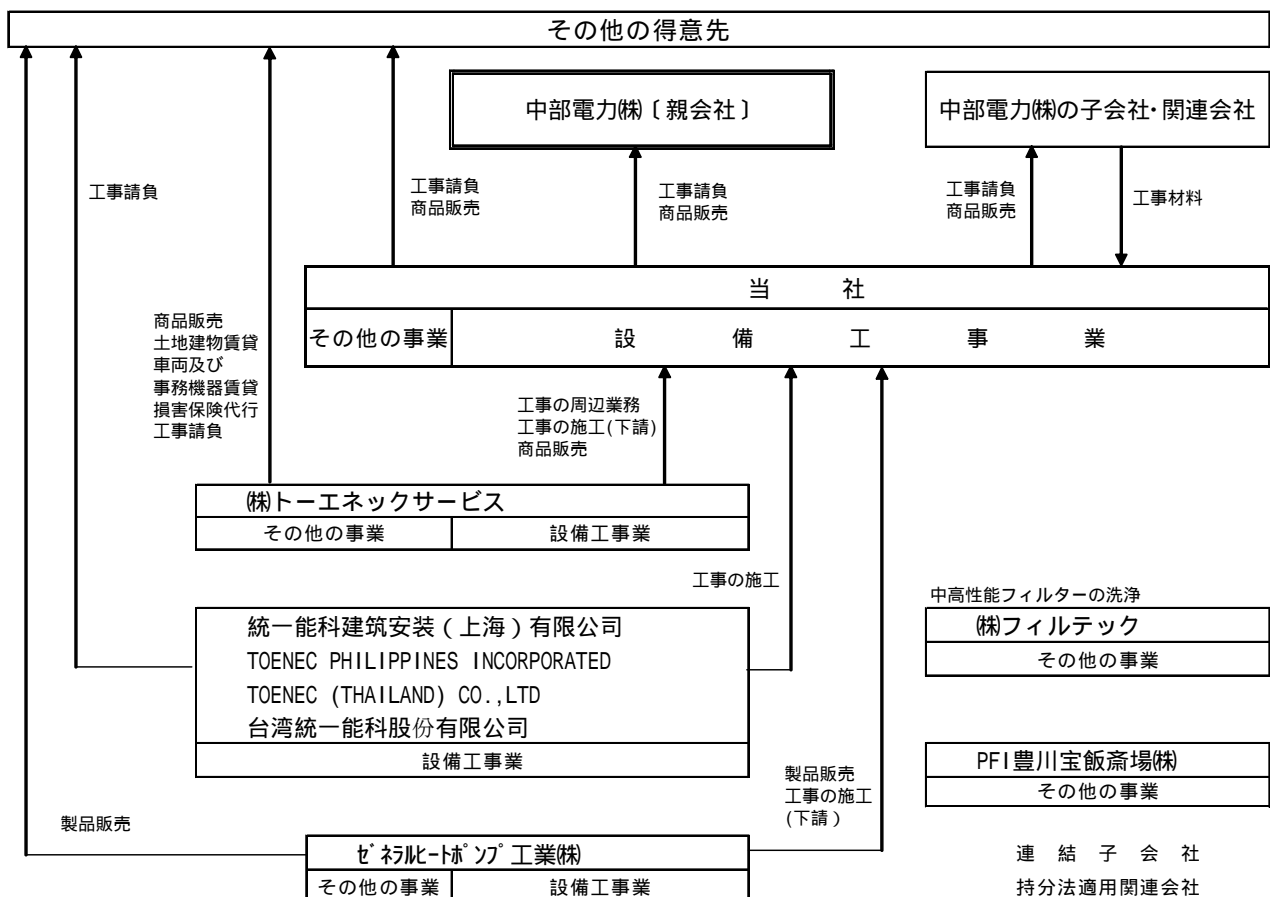 その他の得意先
中部電力㈱〔親会社〕
中部電力㈱の子会社・関連会社
工事請負
工事請負
商品販売
工事請負
商品販売
工事請負
商品販売
工事材料
当 社
その他の事業
設 備 工 事 業
商品販売
土地建物賃貸
車両及び
事務機器賃貸
損害保険代行
工事請負
工事の周辺業務
工事の施工(下請)
商品販売
㈱トーエネックサービス
その他の事業
設備工事業
工事の施工
中高性能フィルターの洗浄
㈱フィルテック
その他の事業
統一能科建筑安装(上海)有限公司
TOENEC PHILIPPINES INCORPORATED
TOENEC (THAILAND) CO.,LTD
台湾統一能科股份有限公司
設備工事業
PFI豊川宝飯斎場㈱
その他の事業
製品販売
工事の施工
(下請)
製品販売
ゼネラルヒートポンプ工業㈱
その他の事業
設備工事業
連 結 子 会 社
持分法適用関連会社